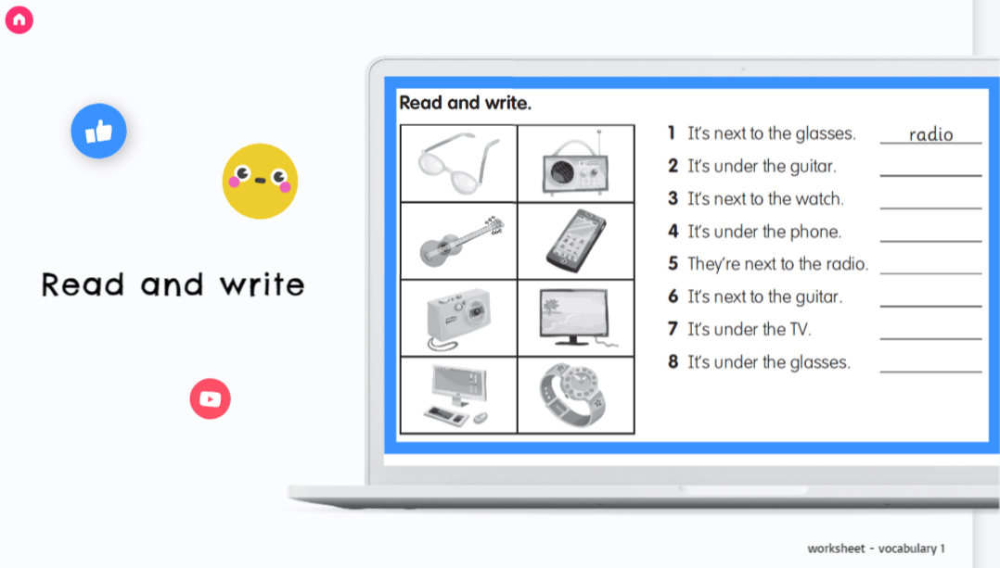 Read and write
Read and write.
1 It's next to the glasses. radio
2 It's under the guitar.
3 It's next to the watch.
4 It's under the phone.
5 They're next to the radio.
6 It's next to the guitar.
7 It's under the TV.
8 It's under the glasses.
worksheet - vocabulary 1